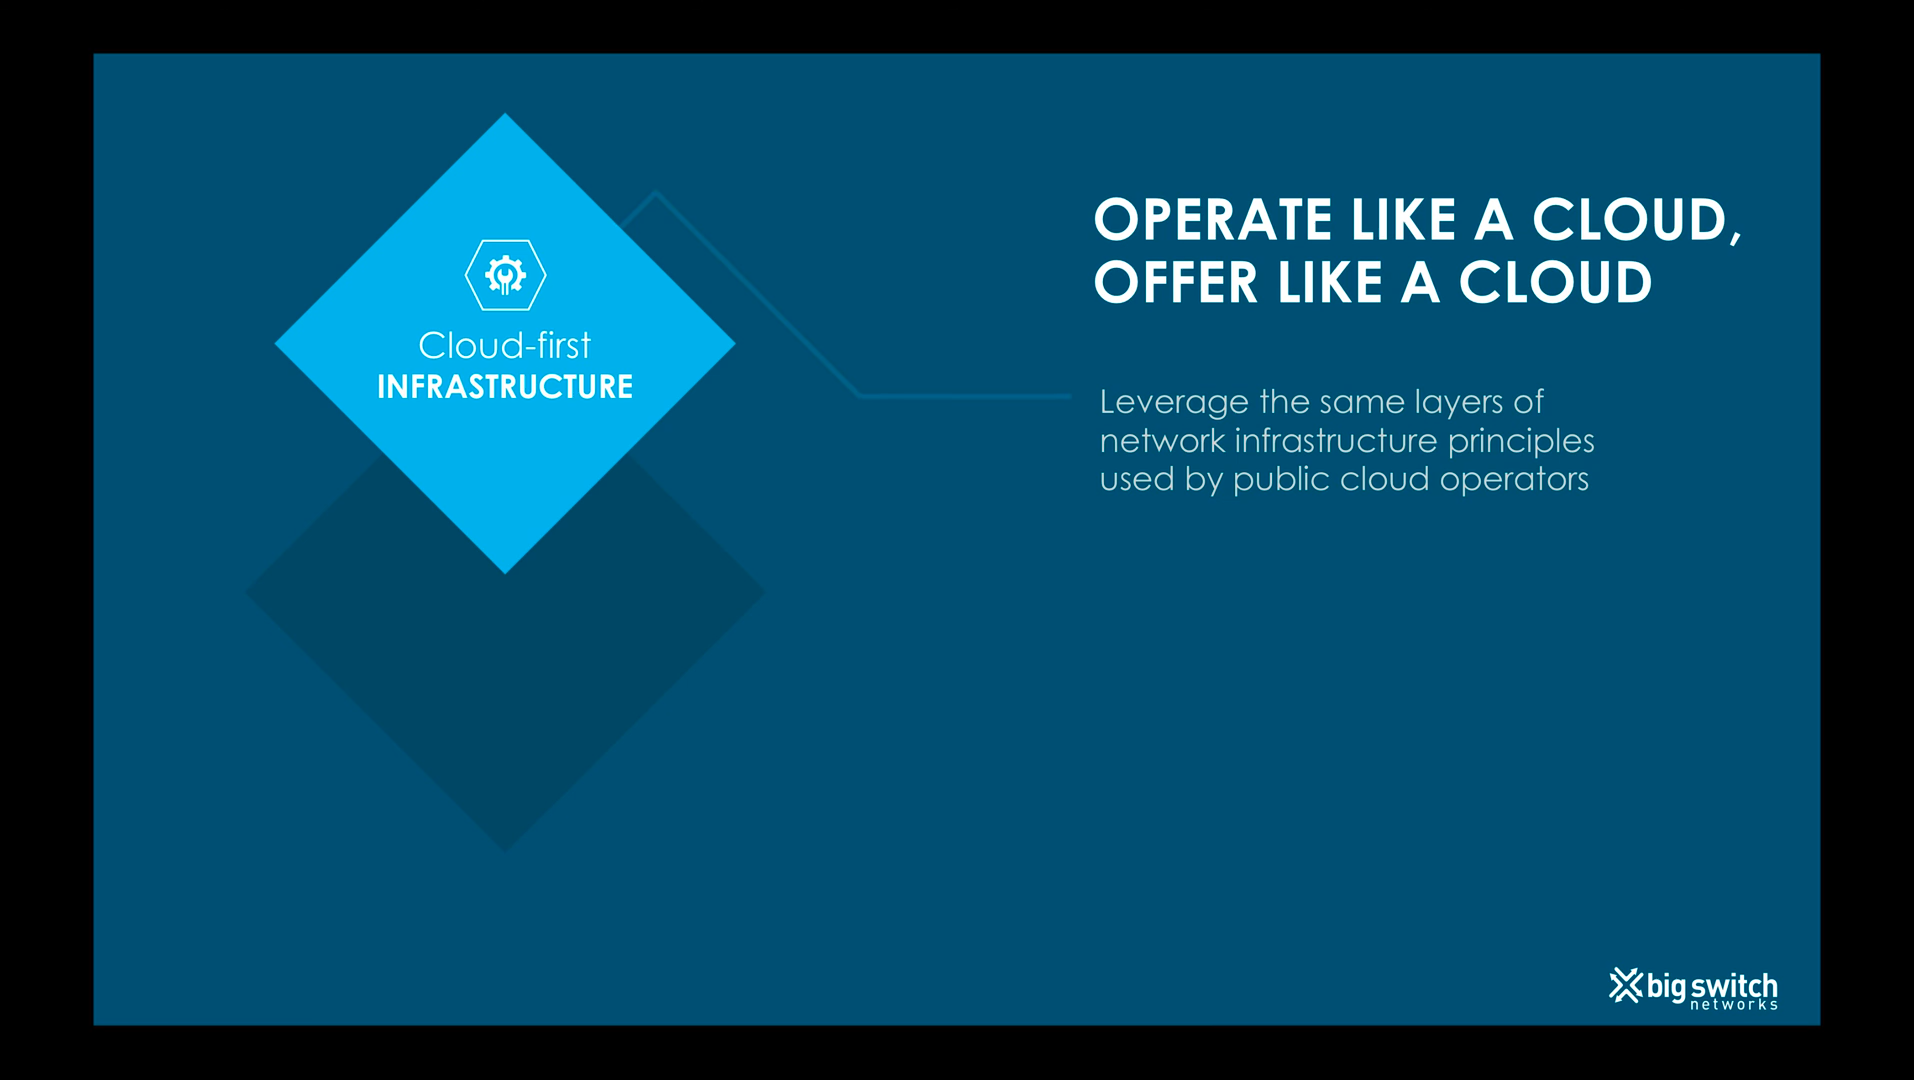 Cloud-first
INFRASTRUCTURE
OPERATE LIKE A CLOUD,
OFFER LIKE A CLOUD
Leverage the same layers of
network infrastructure principles
used by public cloud operators
big switch
networks